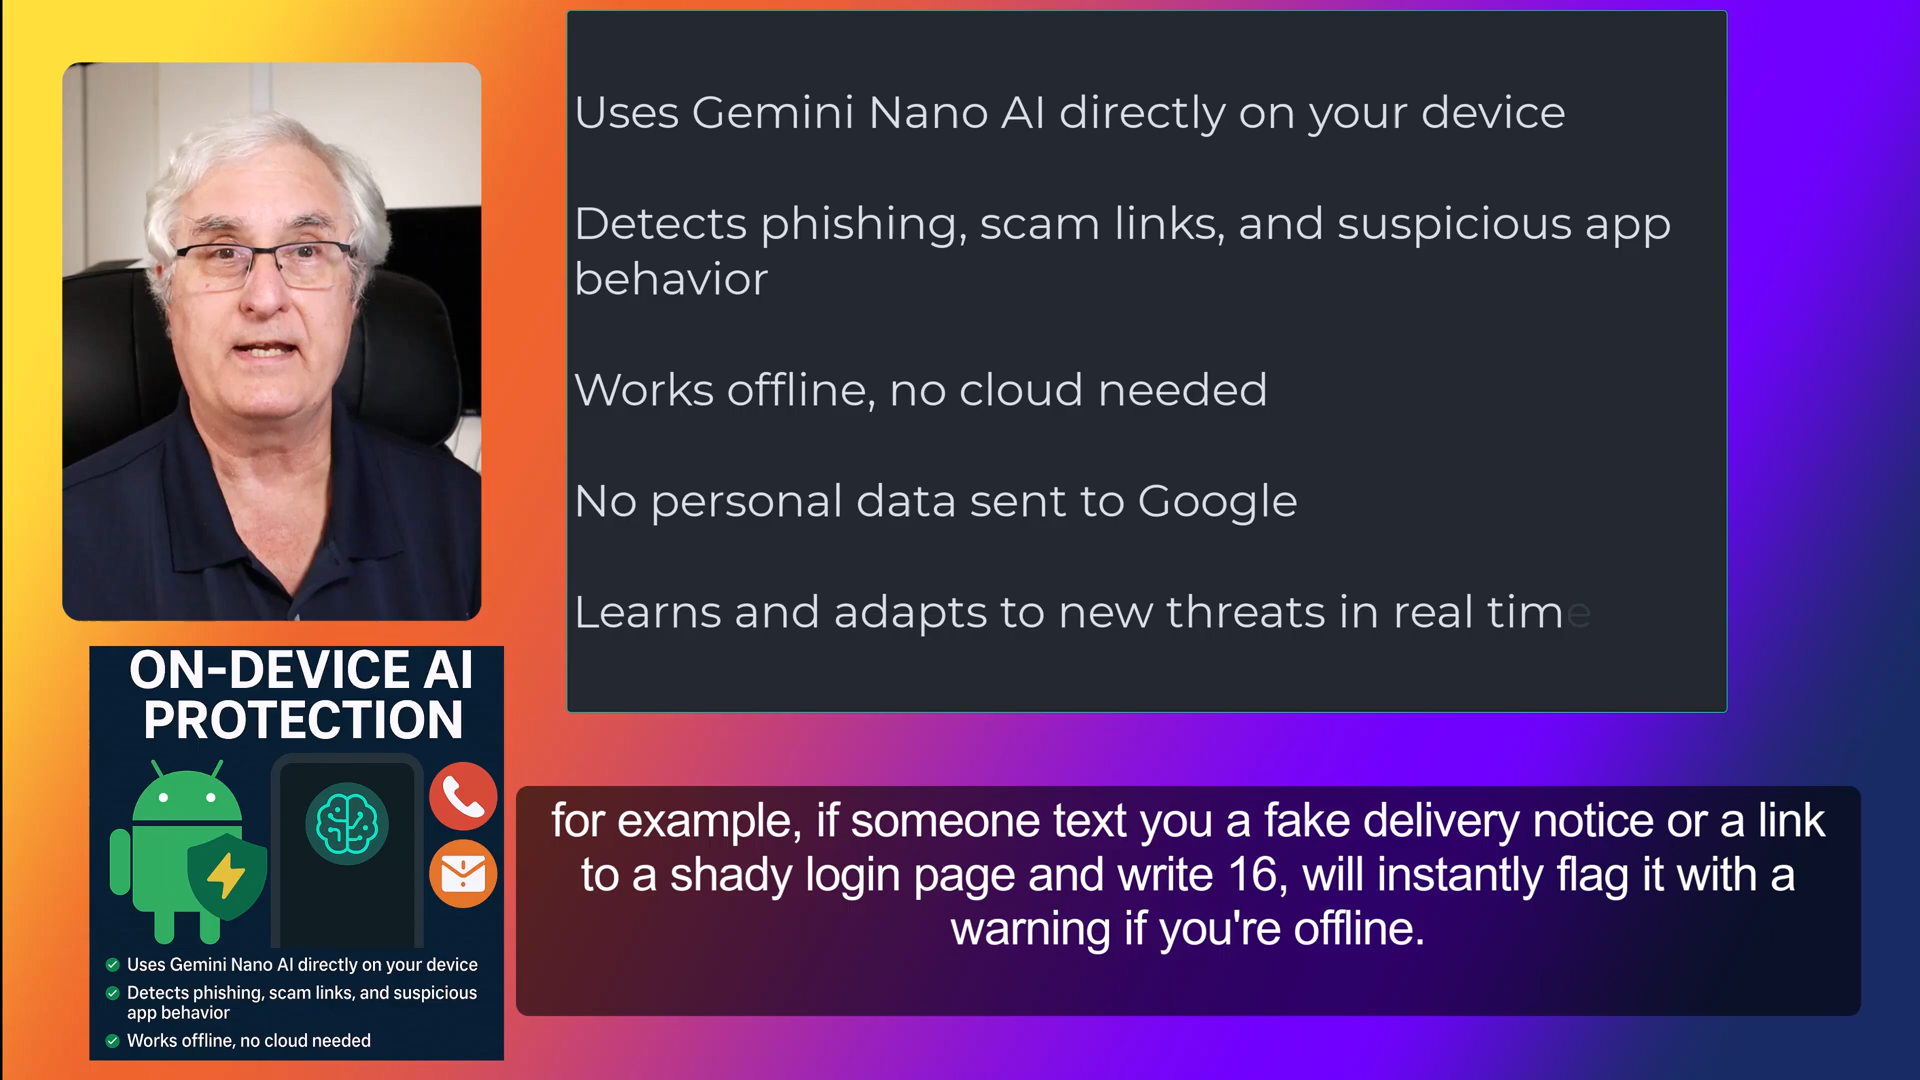 Uses Gemini Nano AI directly on your device
Detects phishing, scam links, and suspicious app
behavior
Works offline, no cloud needed
No personal data sent to Google
Learns and adapts to new threats in real time
ON-DEVICE AI
PROTECTION
Uses Gemini Nano AI directly on your device
Detects phishing, scam links, and suspicious
app behavior
Works offline, no cloud needed
for example, if someone text you a fake delivery notice or a link
to a shady login page and write 16, will instantly flag it with a
warning if you're offline.